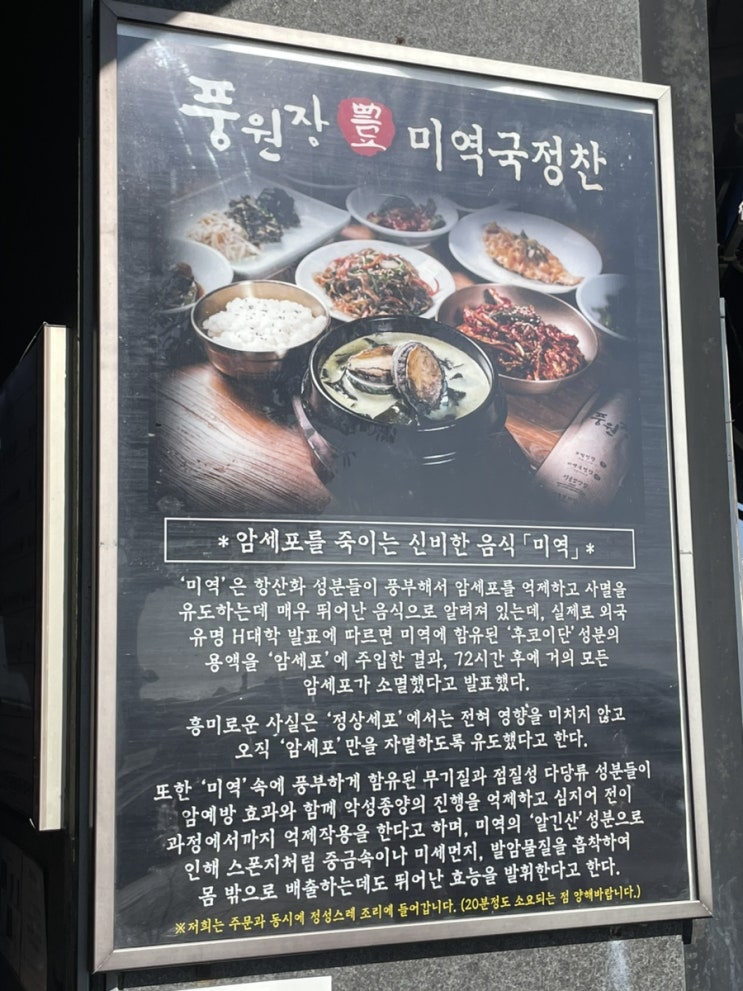 풍원장 豊 미역국정찬
풍원
* 암세포를 죽이는 신비한 음식 「미역」 *
'미역'은 항산화 성분들이 풍부해서 암세포를 억제하고 사멸을
유도하는데 매우 뛰어난 음식으로 알려져 있는데, 실제로 외국
유명 H대학 발표에 따르면 미역에 함유된 '후코이단' 성분의
용액을 '암세포'에 주입한 결과, 72시간 후에 거의 모든
암세포가 소멸했다고 발표했다.
흥미로운 사실은 '정상세포'에서는 전혀 영향을 미치지 않고
오직 '암세포'만을 자멸하도록 유도했다고 한다.
또한 '미역' 속에 풍부하게 함유된 무기질과 점질성 다당류 성분들이
암예방 효과와 함께 악성종양의 진행을 억제하고 심지어 전이
과정에서까지 억제작용을 한다고 하며, 미역의 '알긴산' 성분으로
인해 스폰지처럼 중금속이나 미세먼지, 발암물질을 흡착하여
몸 밖으로 배출하는데도 뛰어난 효능을 발휘한다고 한다.
※저희는 주문과 동시에 정성스레 조리에 들어갑니다. (20분정도 소요되는 점 양해바랍니다.)